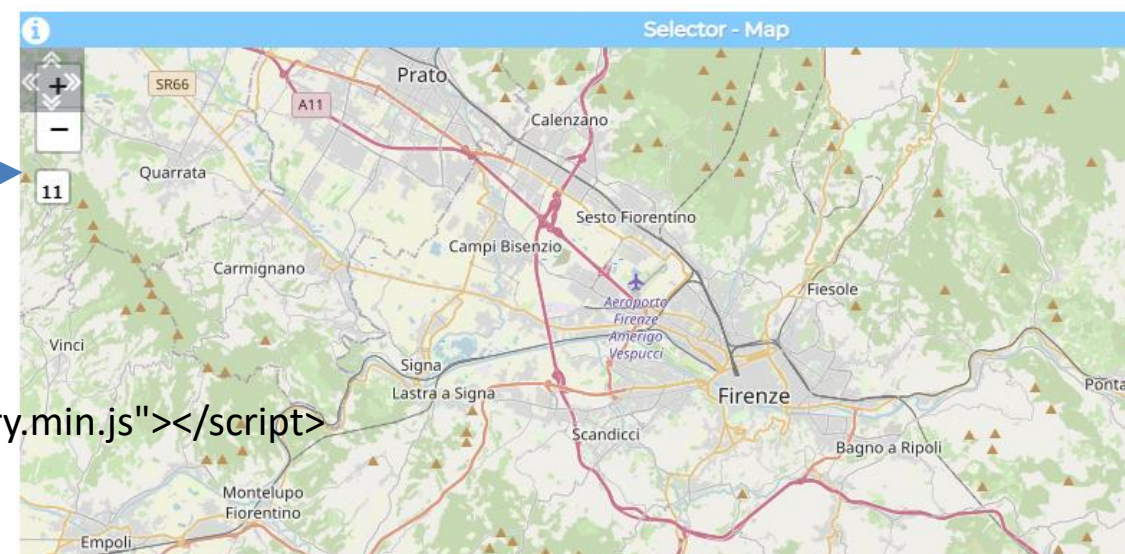 i
Selector - Map
+
−
11
SR66
A11
Prato
Calenzano
Quarrata
Sesto Fiorentino
Campi Bisenzio
Carmignano
Fiesole
Aeroporto
Firenze
Amerigo
Vespucci
Vinci
Signa
Lastra a Signa
Firenze
Ponta
ry.min.js"></script>
Scandicci
Bagno a Ripoli
Montelupo
Fiorentino
Empoli